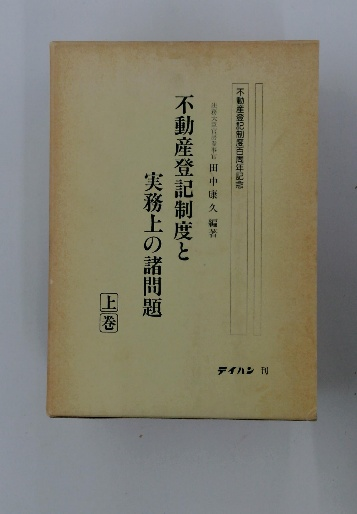 不動産登記制度百周年記念
田中康久 編著
不動産登記制度と
実務上の諸問題
上巻
テイハン 刊